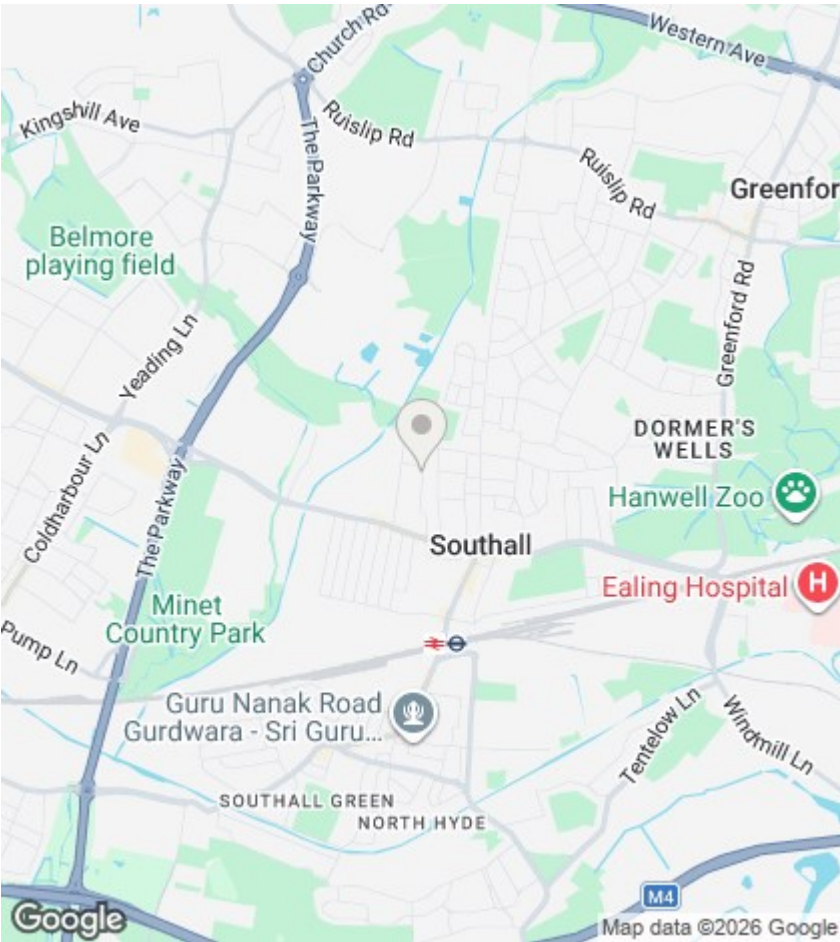 Church Rd
Western Ave
Kingshill Ave
The Parkway
Ruislip Rd
Ruislip Rd
Greenfor
Belmore
playing field
Greenford Rd
Yeading Ln
DORMER'S
WELLS
Coldharbour Ln
The Parkway
Hanwell Zoo
Southall
Ealing Hospital
H
Minet
Country Park
Pump Ln
Guru Nanak Road
Gurdwara - Sri Guru...
Tentelow Ln
Windmill Ln
SOUTHALL GREEN
NORTH HYDE
M4
Google
Map data ©2026 Google